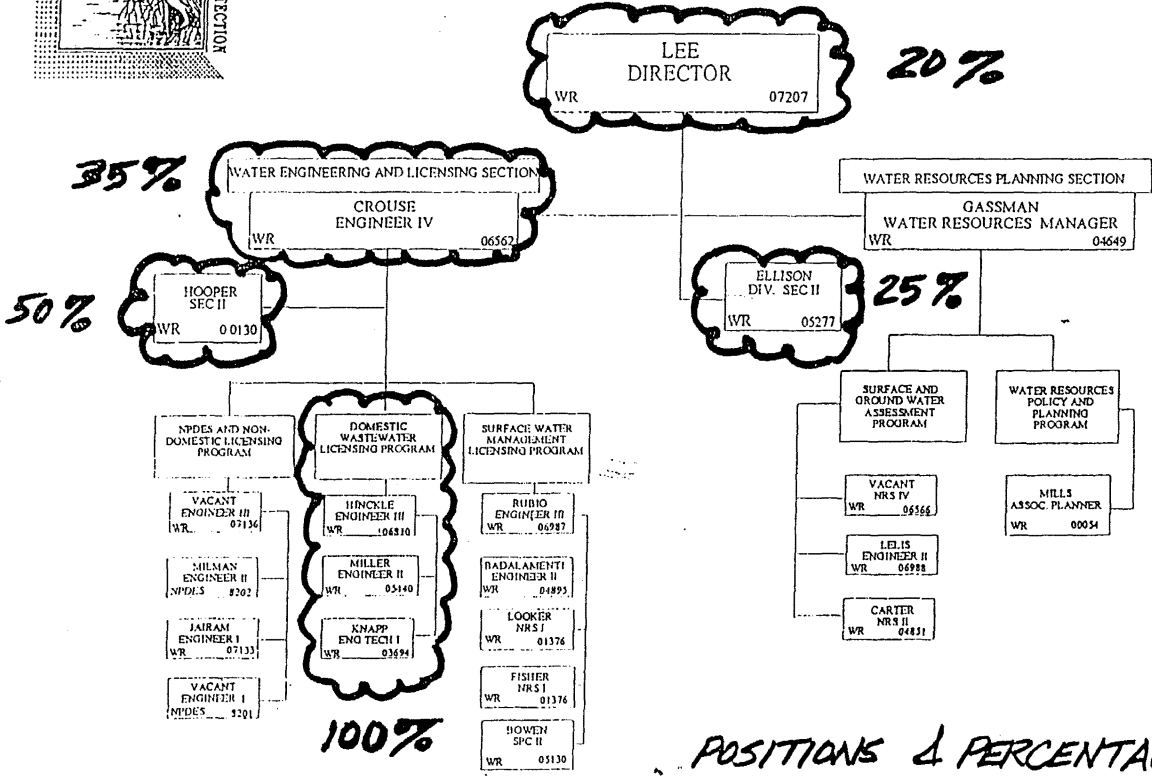 ECTION
LEE
DIRECTOR
WR 07207
20%
35%
WATER ENGINEERING AND LICENSING SECTION
CROUSE
ENGINEER IV
WR 06562
WATER RESOURCES PLANNING SECTION
GASSMAN
WATER RESOURCES MANAGER
WR 04649
50%
HOOPER
SEC II
WR 00130
ELLISON
DIV. SEC II
WR 05277
25%
NPDES AND NON-
DOMESTIC LICENSING
PROGRAM
DOMESTIC
WASTEWATER
LICENSING PROGRAM
SURFACE WATER
MANAGEMENT
LICENSING PROGRAM
SURFACE AND
GROUND WATER
ASSESSMENT
PROGRAM
WATER RESOURCES
POLICY AND
PLANNING
PROGRAM
VACANT
ENGINEER III
WR 07136
HINCKLE
ENGINEER III
WR 06810
RUBIO
ENGINEER III
WR 06987
VACANT
NRS IV
WR 06566
MILLS
ASSOC. PLANNER
WR 00054
MILMAN
ENGINEER II
NPDES 8202
MILLER
ENGINEER II
WR 05440
BADALAMENTI
ENGINEER II
WR 04895
LELIS
ENGINEER II
WR 06988
JAIRAM
ENGINEER I
WR 07133
KNAPP
ENG TECH I
WR 03694
LOOKER
NRS I
WR 01376
CARTER
NRS II
WR 04851
VACANT
ENGINEER I
NPDES 8201
FISHER
NRS I
WR 01376
BOWEN
SPC II
WR 05130
100%
POSITIONS & PERCENTA